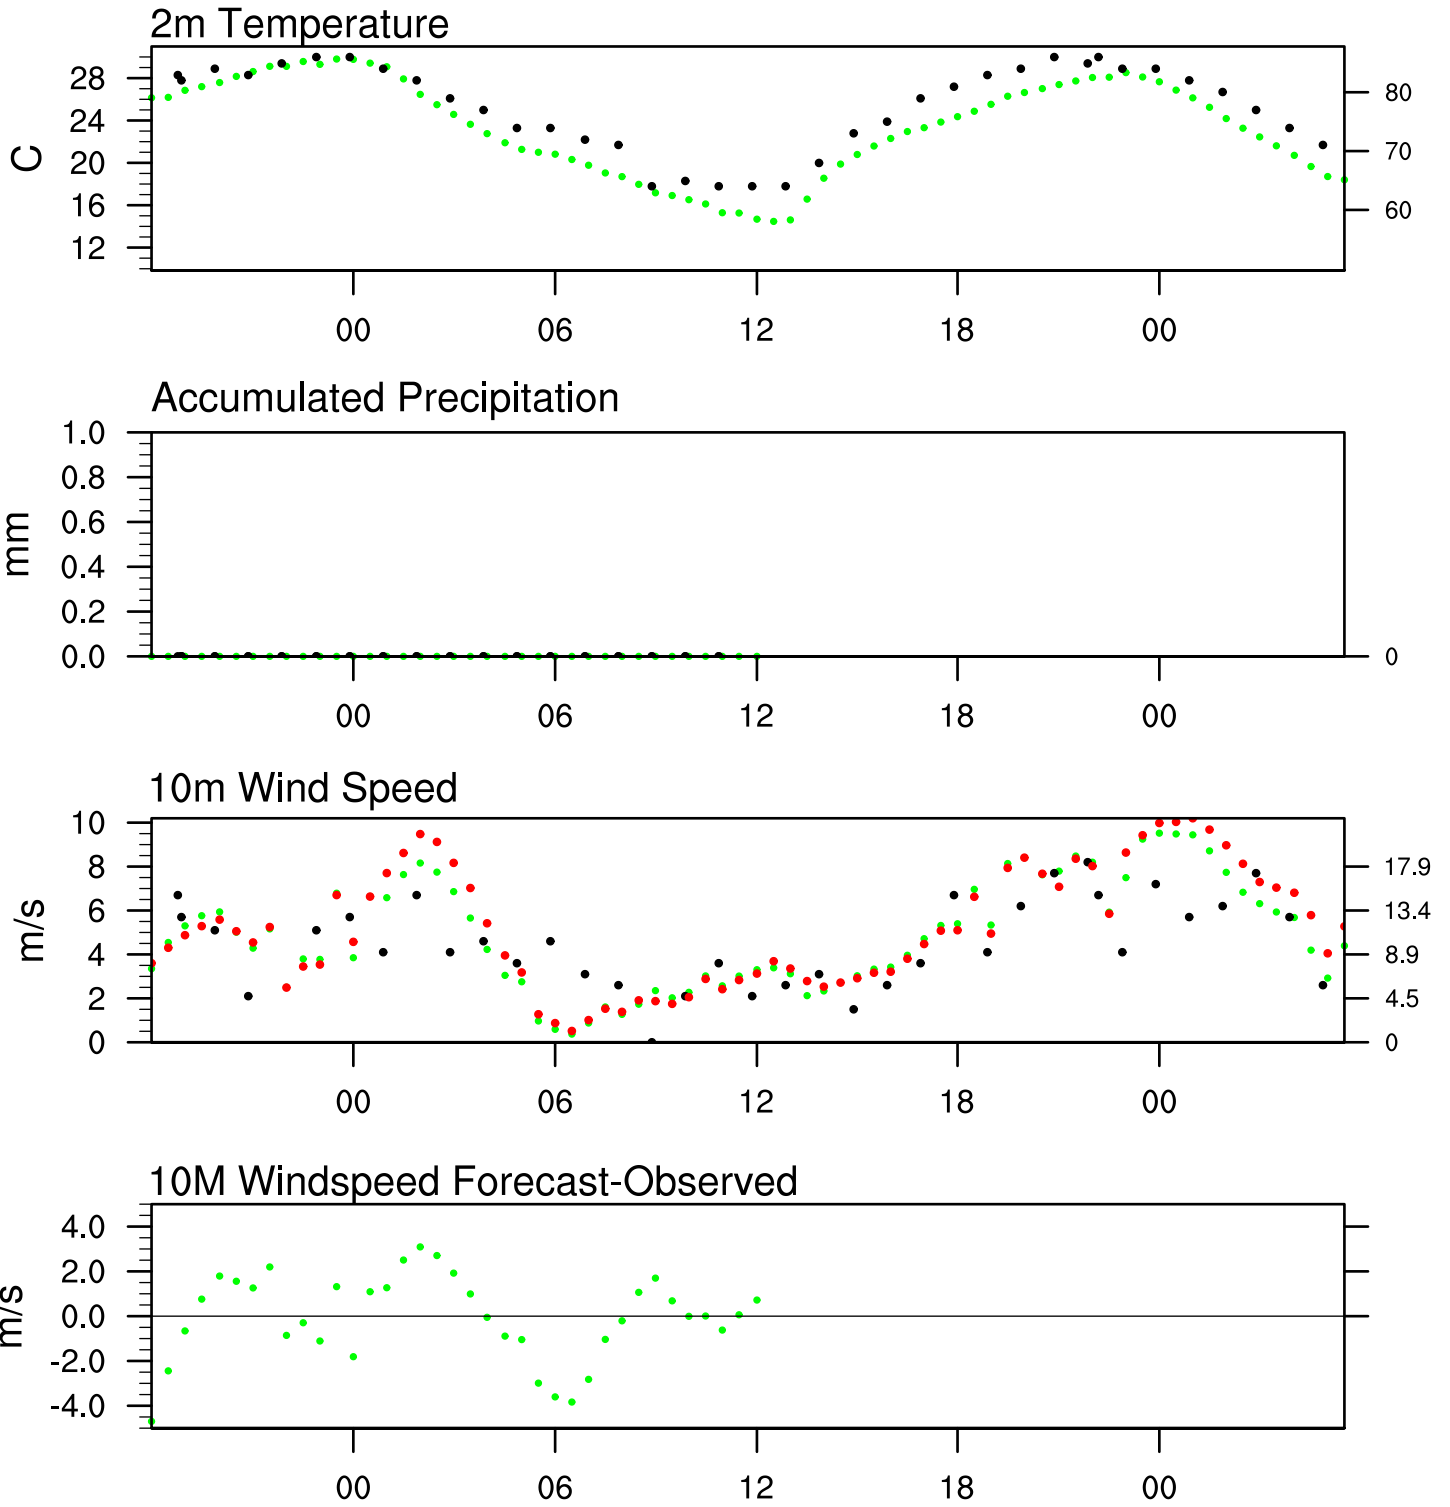 2m Temperature
28
24
20
16
12
C
80
70
60
00 06 12 18 00
Accumulated Precipitation
1.0
0.8
0.6
0.4
0.2
0.0
mm
0
00 06 12 18 00
10m Wind Speed
10
8
6
4
2
0
m/s
17.9
13.4
8.9
4.5
0
00 06 12 18 00
10M Windspeed Forecast-Observed
4.0
2.0
0.0
-2.0
-4.0
m/s
00 06 12 18 00